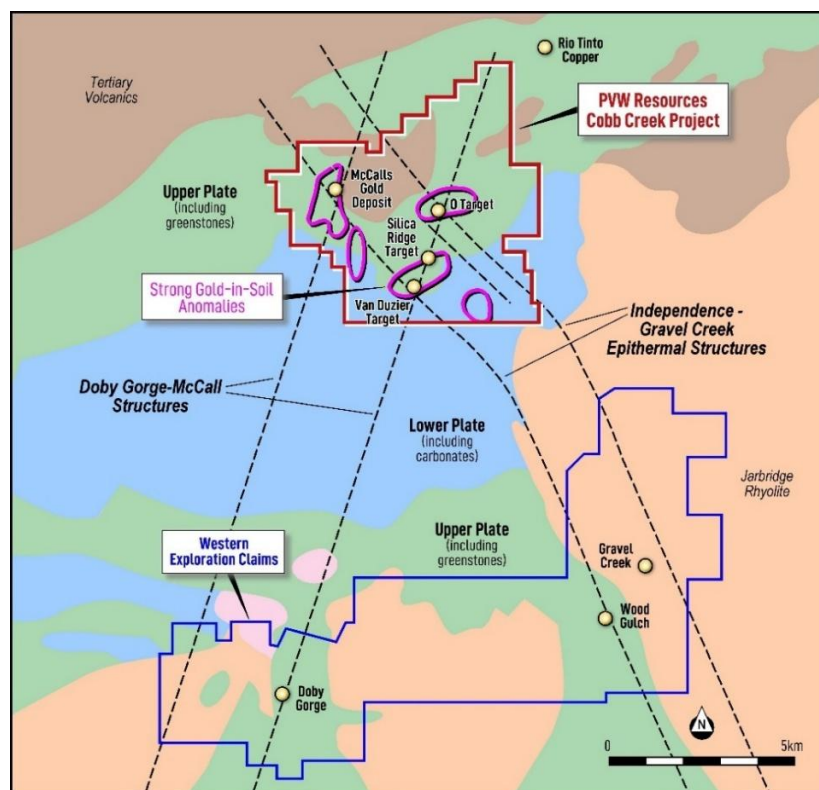 Rio Tinto
Copper
Tertiary
Volcanics
PVW Resources
Cobb Creek Project
Upper Plate
(including
greenstones)
McCalls
Gold
Deposit
O Target
Silica
Ridge
Target
Strong Gold-in-Soil
Anomalies
Van Duzier
Target
Independence -
Gravel Creek
Epithermal Structures
Doby Gorge-McCall
Structures
Lower Plate
(including
carbonates)
Jarbridge
Rhyolite
Upper Plate
(including
greenstones)
Western
Exploration Claims
Gravel
Creek
Wood
Gulch
Doby
Gorge
N
0
5km